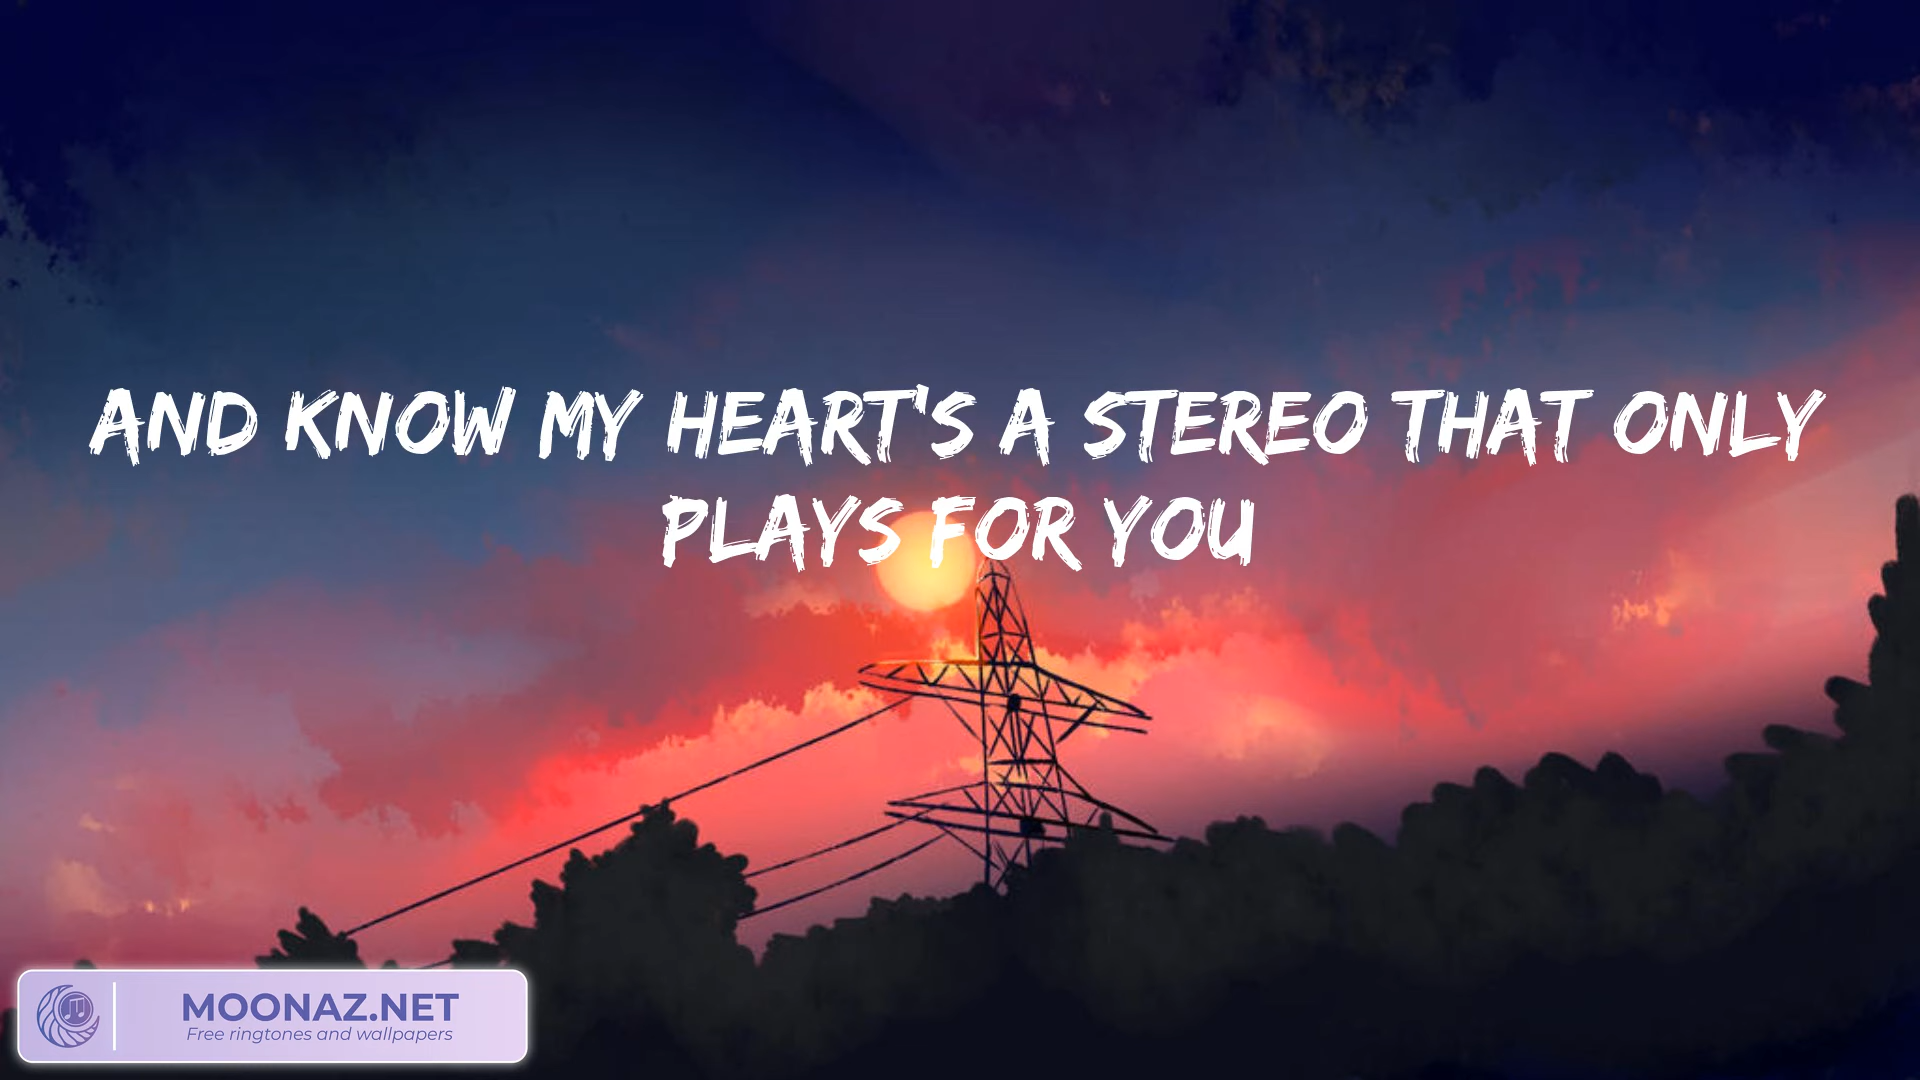 AND KNOW MY HEART'S A STEREO THAT ONLY
PLAYS FOR YOU
MOONAZ.NET
Free ringtones and wallpapers